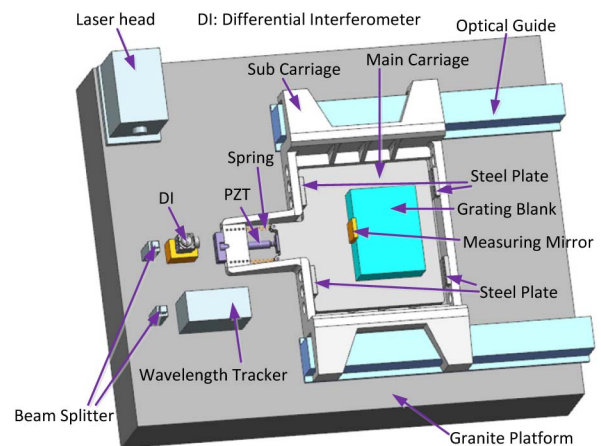 Laser head
DI: Differential Interferometer
Optical Guide
Sub Carriage
Main Carriage
Spring
PZT
DI
Steel Plate
Grating Blank
Measuring Mirror
Steel Plate
Wavelength Tracker
Beam Splitter
Granite Platform